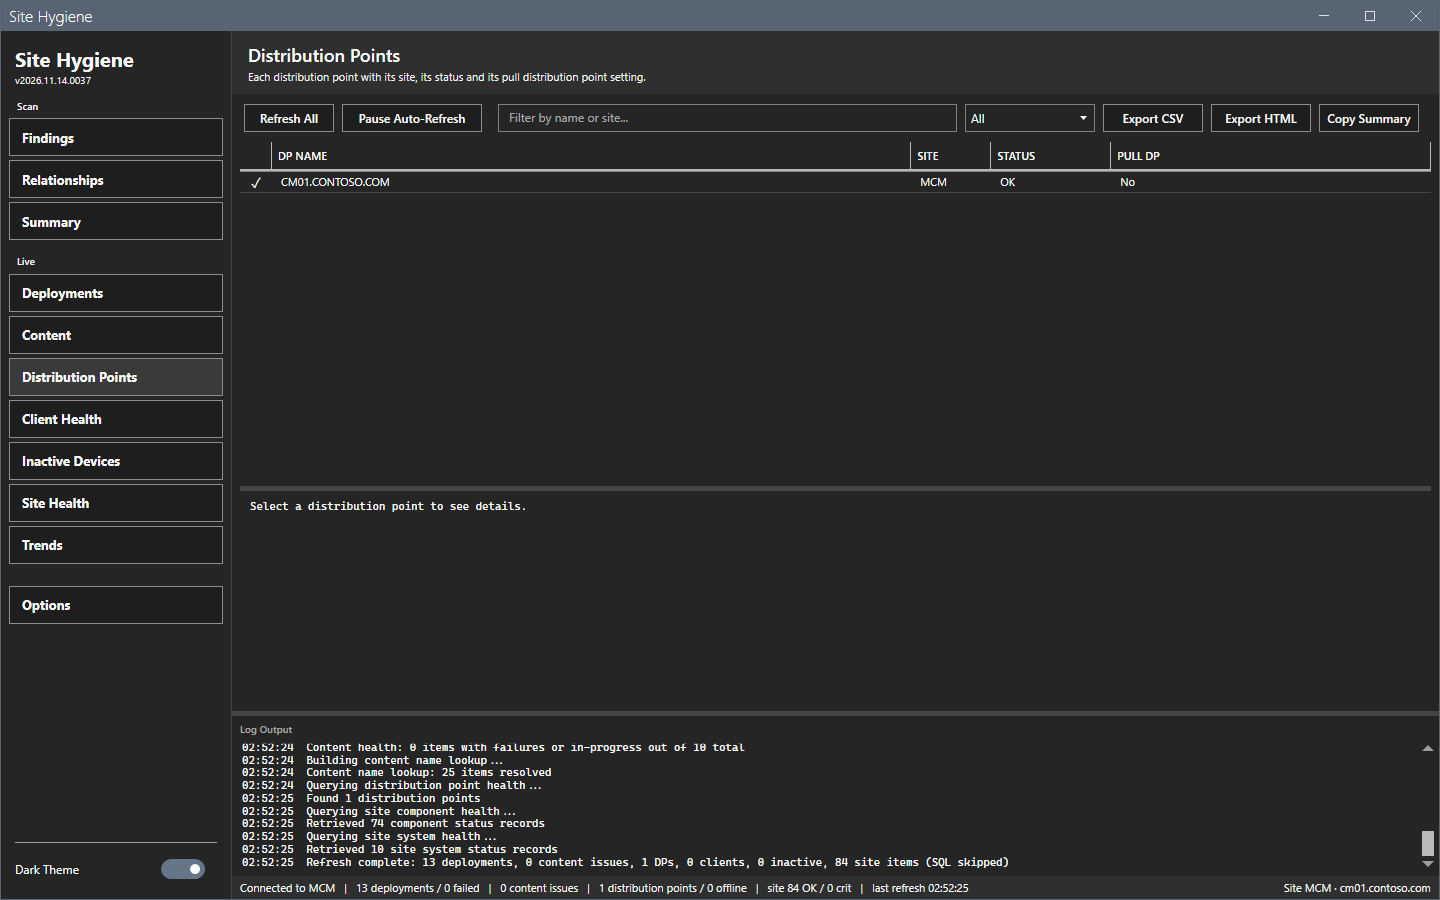 Site Hygiene
Site Hygiene
v2026.11.14.0037
Scan
Findings
Relationships
Summary
Live
Deployments
Content
Distribution Points
Client Health
Inactive Devices
Site Health
Trends
Options
Dark Theme
Distribution Points
Each distribution point with its site, its status and its pull distribution point setting.
Refresh All Pause Auto-Refresh Filter by name or site... All Export CSV Export HTML Copy Summary
DP NAME SITE STATUS PULL DP
✓ CM01.CONTOSO.COM MCM OK No
Select a distribution point to see details.
Log Output
02:52:24 Content health: 0 items with failures or in-progress out of 10 total
02:52:24 Building content name lookup...
02:52:24 Content name lookup: 25 items resolved
02:52:24 Querying distribution point health...
02:52:25 Found 1 distribution points
02:52:25 Querying site component health...
02:52:25 Retrieved 74 component status records
02:52:25 Querying site system health...
02:52:25 Retrieved 10 site system status records
02:52:25 Refresh complete: 13 deployments, 0 content issues, 1 DPs, 0 clients, 0 inactive, 84 site items (SQL skipped)
Connected to MCM | 13 deployments / 0 failed | 0 content issues | 1 distribution points / 0 offline | site 84 OK / 0 crit | last refresh 02:52:25 Site MCM · cm01.contoso.com